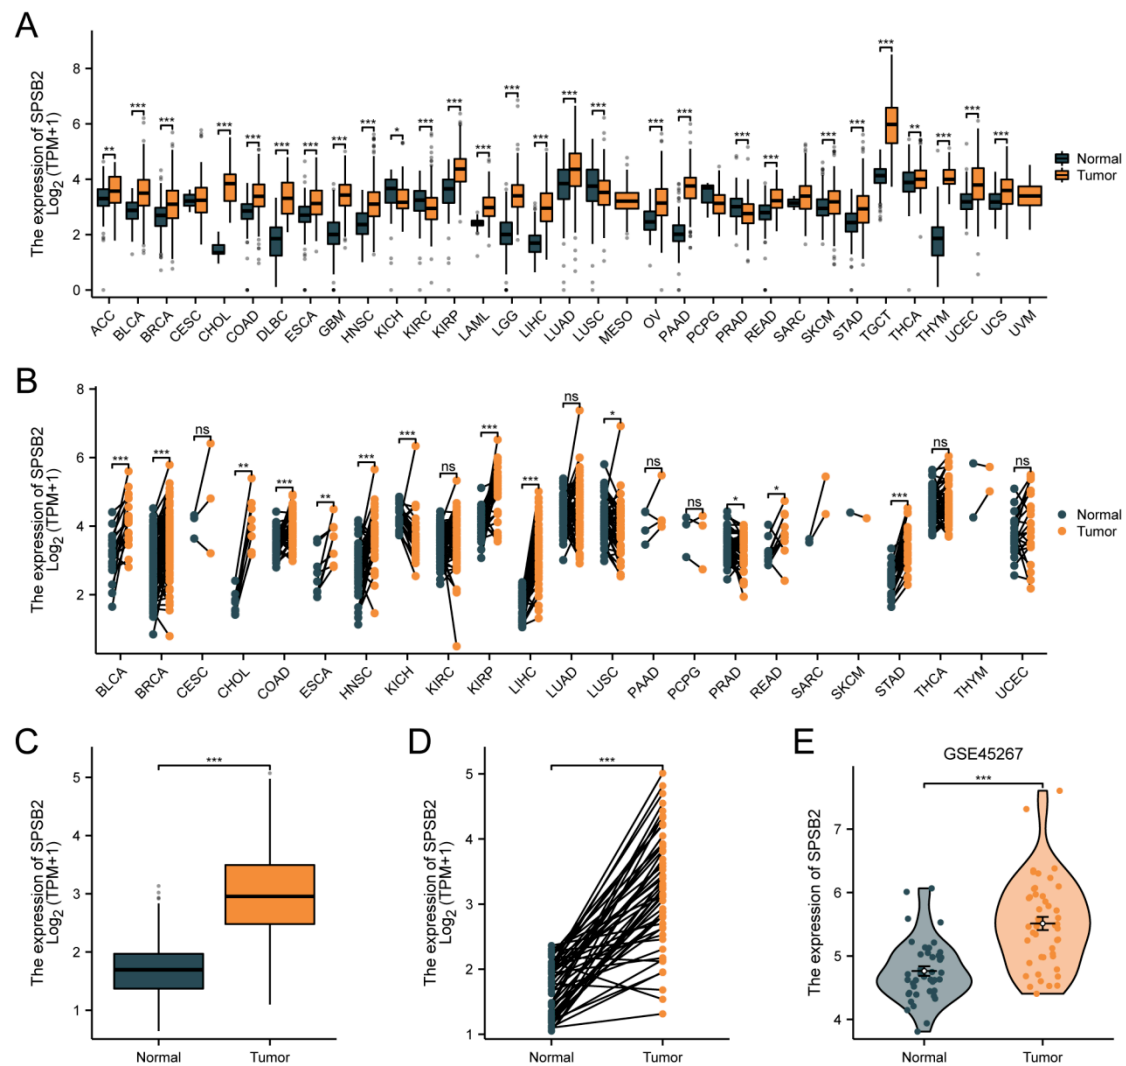 A
The expression of SPSB2
Log2 (TPM+1)
8
6
4
2
0
** *** *** *** *** *** *** *** *** * *** *** *** *** *** *** *** *** *** *** *** *** *** *** ** *** *** ***
Normal
Tumor
ACC BLCA BRCA CESC CHOL COAD DLBC ESCA GBM HNSC KICH KIRC KIRP LAML LGG LIHC LUAD LUSC MESO OV PAAD PCPG PRAD READ SARC SKCM STAD TGCT THCA THYM UCEC UCS UVM
B
The expression of SPSB2
Log2 (TPM+1)
8
6
4
2
*** *** ns ** *** ** *** *** ns *** *** ns * ns ns * * *** ns ns
Normal
Tumor
BLCA BRCA CESC CHOL COAD ESCA HNSC KICH KIRC KIRP LIHC LUAD LUSC PAAD PCPG PRAD READ SARC SKCM STAD THCA THYM UCEC
C
The expression of SPSB2
Log2 (TPM+1)
5
4
3
2
1
***
Normal Tumor
D
The expression of SPSB2
Log2 (TPM+1)
5
4
3
2
1
***
Normal Tumor
E
GSE45267
The expression of SPSB2
7
6
5
4
***
Normal Tumor